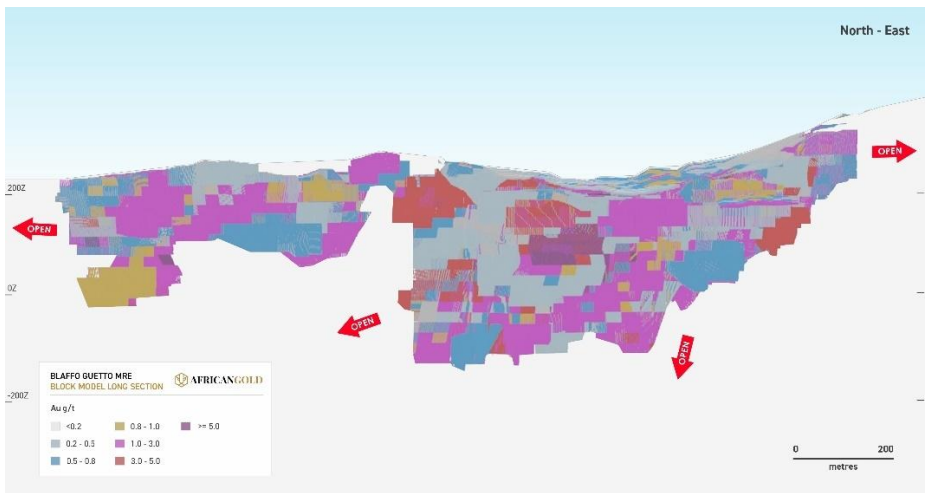 North - East
OPEN
200Z
OPEN
0Z
OPEN
OPEN
-200Z
BLAFFO GUETTO MRE
BLOCK MODEL LONG SECTION
AFRICANGOLD
Au g/t
<0.2
0.8 - 1.0
>= 5.0
0.2 - 0.5
1.0 - 3.0
0.5 - 0.8
3.0 - 5.0
0
200
metres